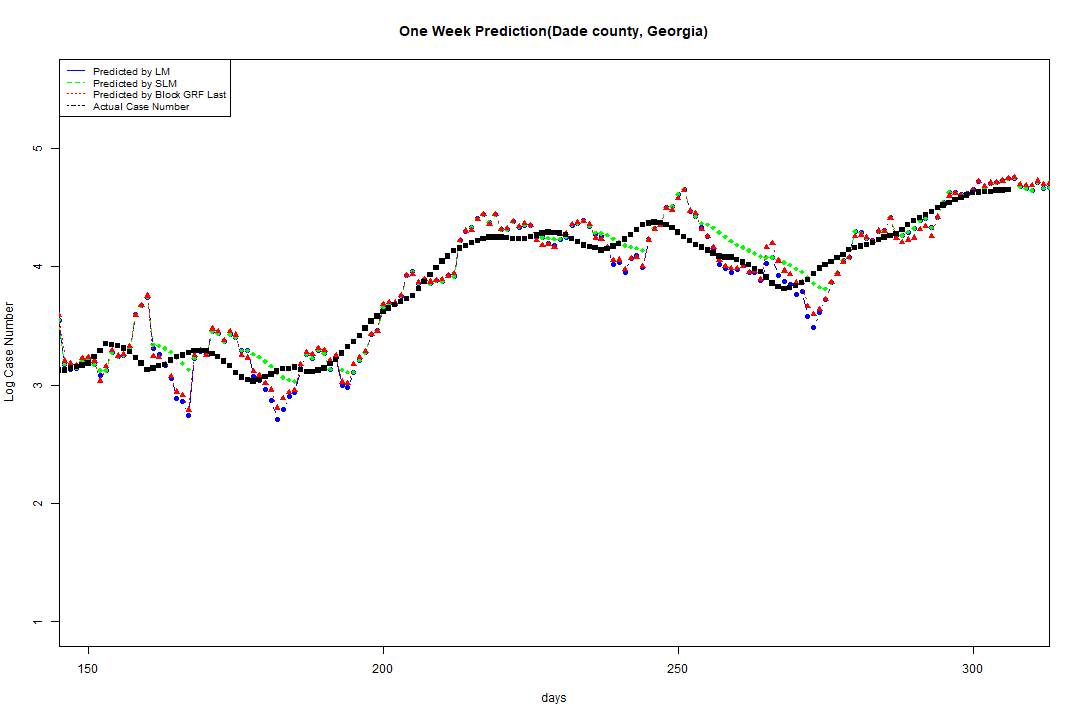 One Week Prediction(Dade county, Georgia)
Predicted by LM
Predicted by SLM
Predicted by Block GRF Last
Actual Case Number
5
4
3
2
1
Log Case Number
150 200 250 300
days